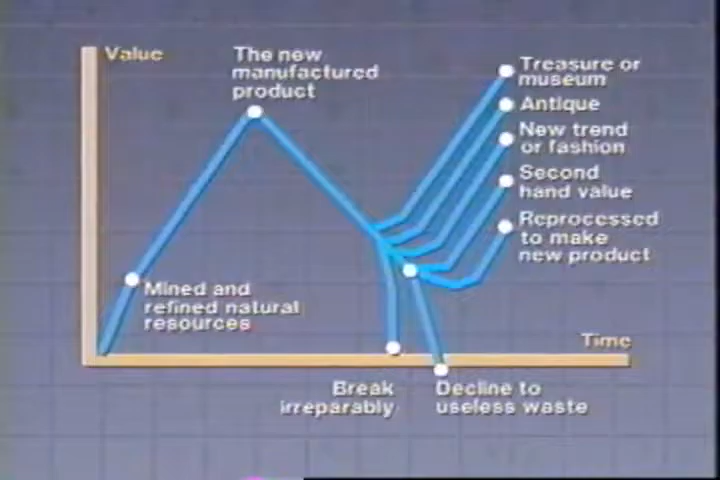 Value
The new
manufactured
product
Treasure or
museum
Antique
New trend
or fashion
Second
hand value
Reprocessed
to make
new product
Mined and
refined natural
resources
Time
Break
irreparably
Decline to
useless waste